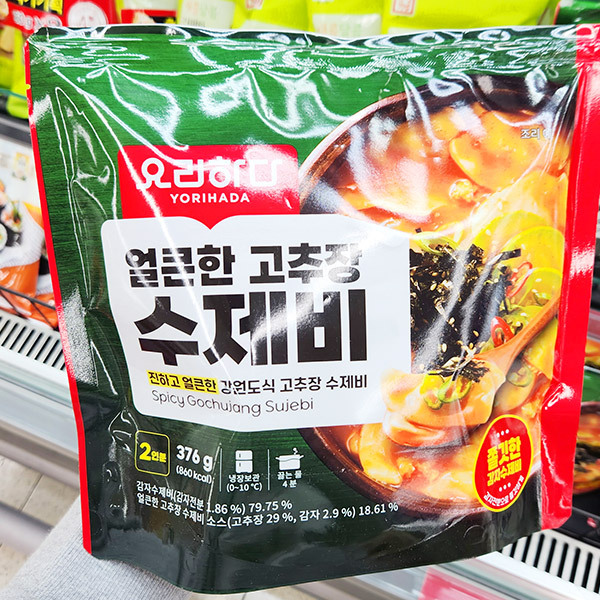 요리하다
YORIHADA
조리
얼큰한 고추장
수제비
진하고 얼큰한 강원도식 고추장 수제비
Spicy Gochujang Sujebi
2인분
376 g
(860 kcal)
냉장보관
(0~10 ℃)
끓는 물
4분
쫄깃한
감자수제비
감자수제비(감자전분 1.86 %) 79.75 %
얼큰한 고추장 수제비 소스(고추장 29 %, 감자 2.9 %) 18.61 %